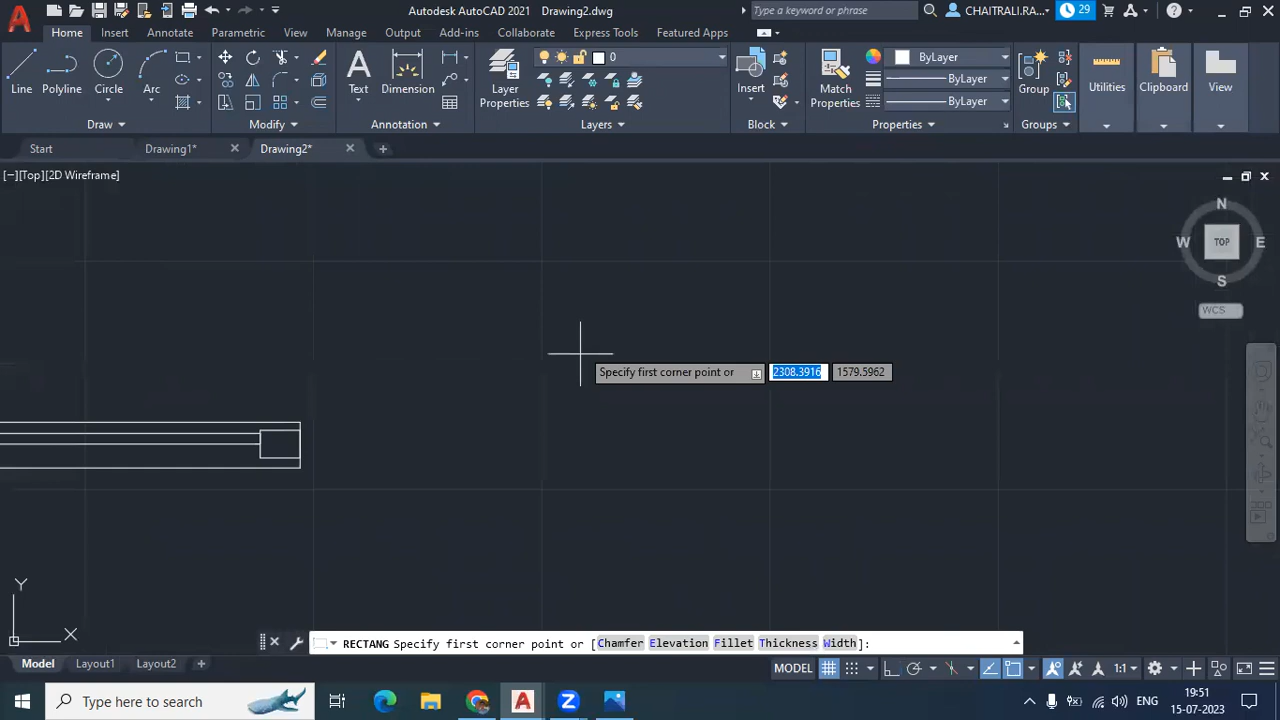 Autodesk AutoCAD 2021 Drawing2.dwg
Type a keyword or phrase
CHAITRALI.RA...
29
Home Insert Annotate Parametric View Manage Output Add-ins Collaborate Express Tools Featured Apps
0
ByLayer
ByLayer
ByLayer
Line Polyline Circle Arc
Text Dimension
Layer Properties
Insert
Match Properties
Group
Utilities
Clipboard
View
Draw Modify Annotation Layers Block Properties Groups
Start Drawing1* Drawing2*
[−][Top][2D Wireframe]
N
W TOP E
S
WCS
Specify first corner point or 2308.3916 1579.5962
Y
X
RECTANG Specify first corner point or [Chamfer Elevation Fillet Thickness Width]:
Model Layout1 Layout2
MODEL
1:1
Type here to search
ENG
19:51
15-07-2023